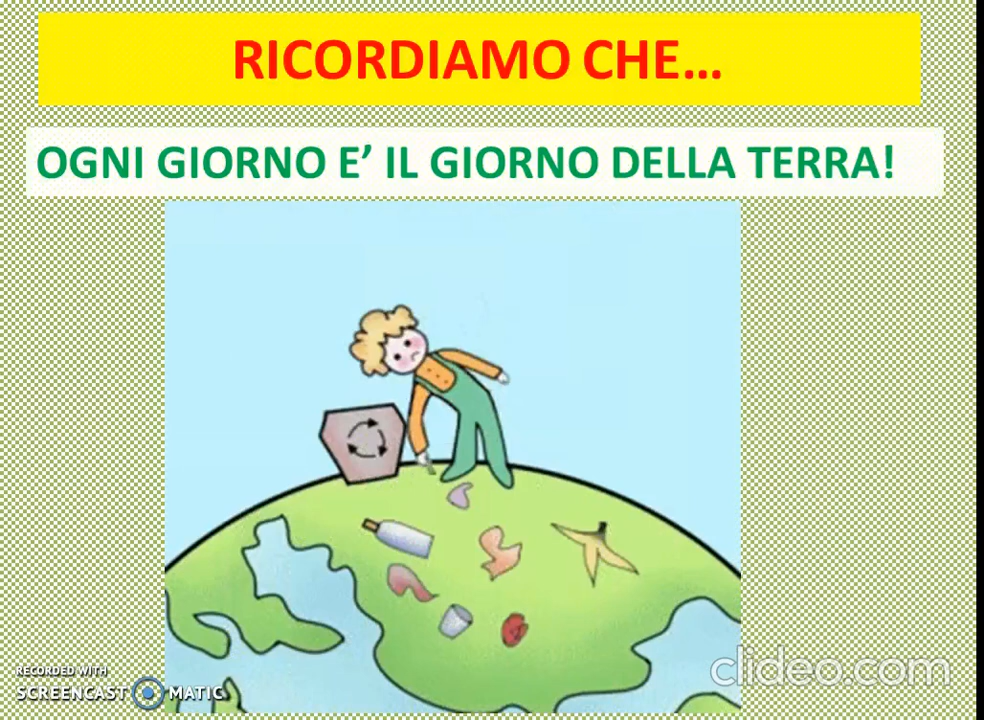 RICORDIAMO CHE...
OGNI GIORNO E' IL GIORNO DELLA TERRA!
RECORDED WITH
SCREENCAST MATIC
clideo.com